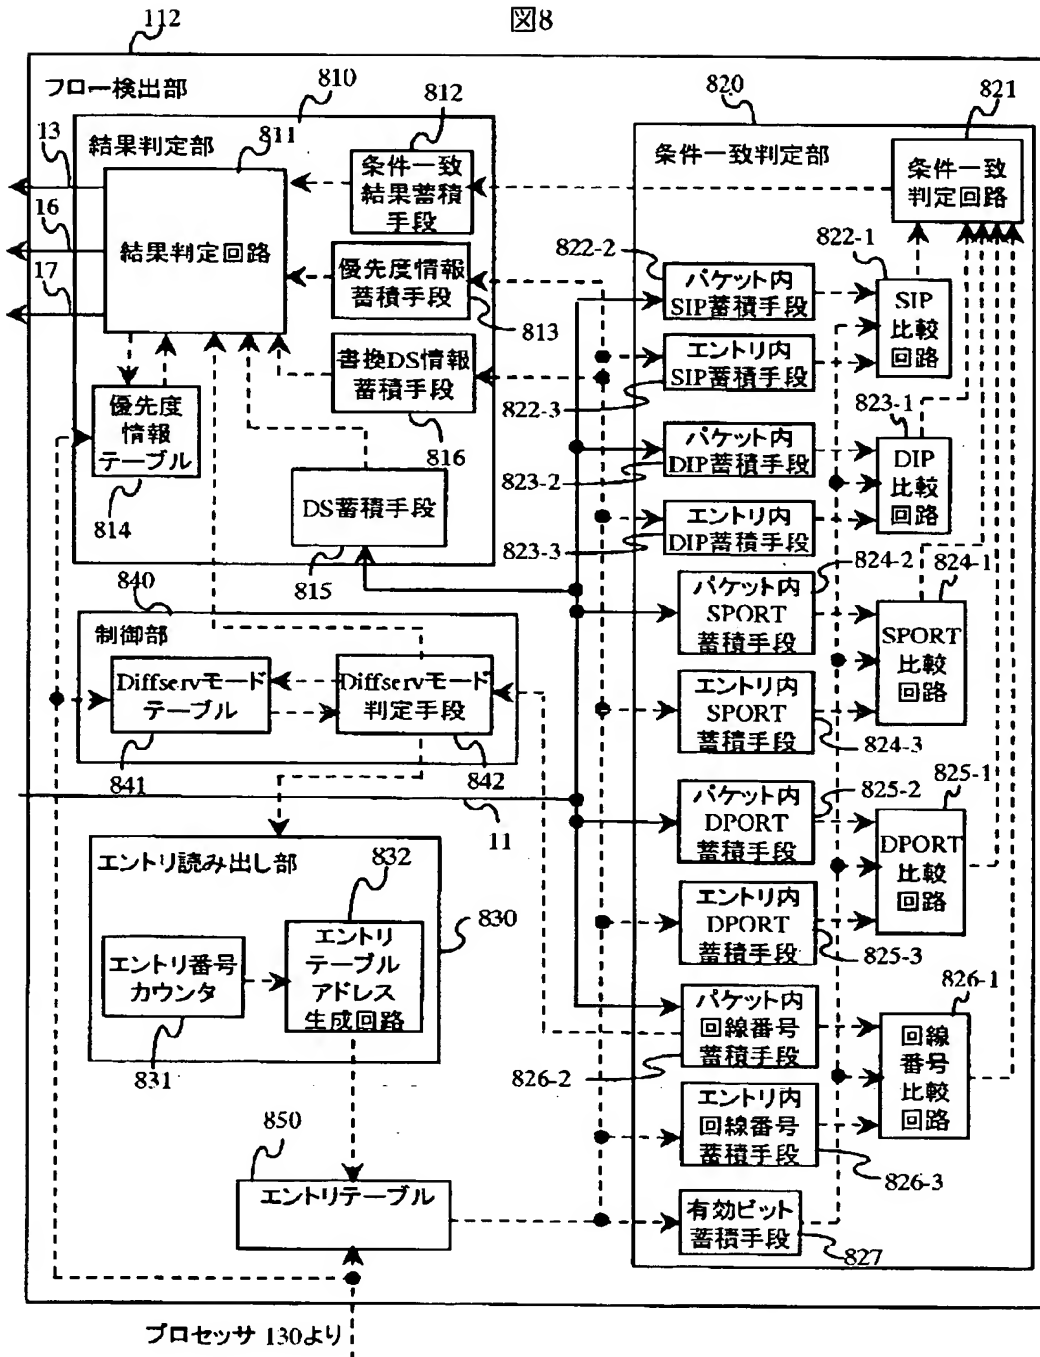 図8
112
フロー検出部
810
812
結果判定部
811
13
16
17
結果判定回路
条件一致
結果蓄積
手段
優先度情報
蓄積手段
813
書換DS情報
蓄積手段
816
優先度
情報
テーブル
814
DS蓄積手段
815
820
821
条件一致判定部
条件一致
判定回路
822-1
822-2
パケット内
SIP蓄積手段
SIP
比較
回路
エントリ内
SIP蓄積手段
822-3
823-1
パケット内
DIP蓄積手段
823-2
DIP
比較
回路
エントリ内
DIP蓄積手段
823-3
824-2
824-1
パケット内
SPORT
蓄積手段
SPORT
比較
回路
エントリ内
SPORT
蓄積手段
824-3
840
制御部
Diffservモード
テーブル
Diffservモード
判定手段
841
842
11
825-2
825-1
パケット内
DPORT
蓄積手段
DPORT
比較
回路
エントリ内
DPORT
蓄積手段
825-3
エントリ読み出し部
832
830
エントリ番号
カウンタ
831
エントリ
テーブル
アドレス
生成回路
826-1
パケット内
回線番号
蓄積手段
826-2
回線
番号
比較
回路
エントリ内
回線番号
蓄積手段
826-3
850
エントリテーブル
有効ビット
蓄積手段
827
プロセッサ 130より